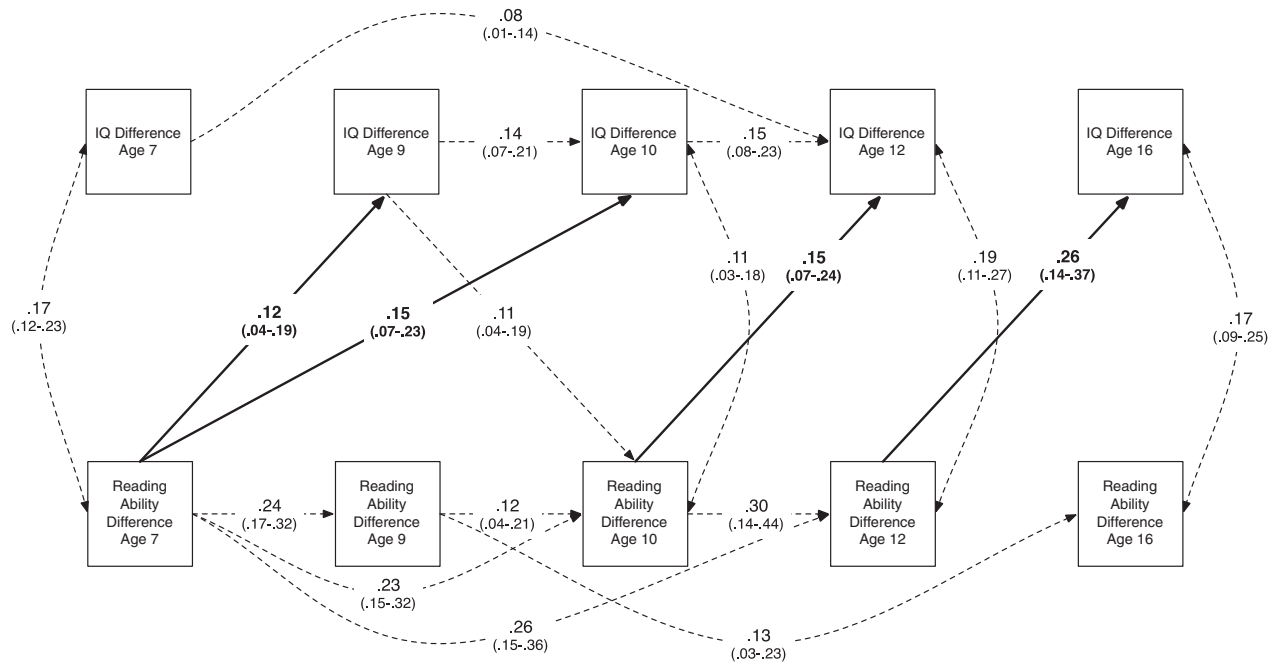 .08
(.01-.14)
IQ Difference
Age 7
IQ Difference
Age 9
.14
(.07-.21)
IQ Difference
Age 10
.15
(.08-.23)
IQ Difference
Age 12
IQ Difference
Age 16
.17
(.12-.23)
.12
(.04-.19)
.15
(.07-.23)
.11
(.04-.19)
.11
(.03-.18)
.15
(.07-.24)
.19
(.11-.27)
.26
(.14-.37)
.17
(.09-.25)
Reading
Ability
Difference
Age 7
.24
(.17-.32)
Reading
Ability
Difference
Age 9
.12
(.04-.21)
Reading
Ability
Difference
Age 10
.30
(.14-.44)
Reading
Ability
Difference
Age 12
Reading
Ability
Difference
Age 16
.23
(.15-.32)
.26
(.15-.36)
.13
(.03-.23)